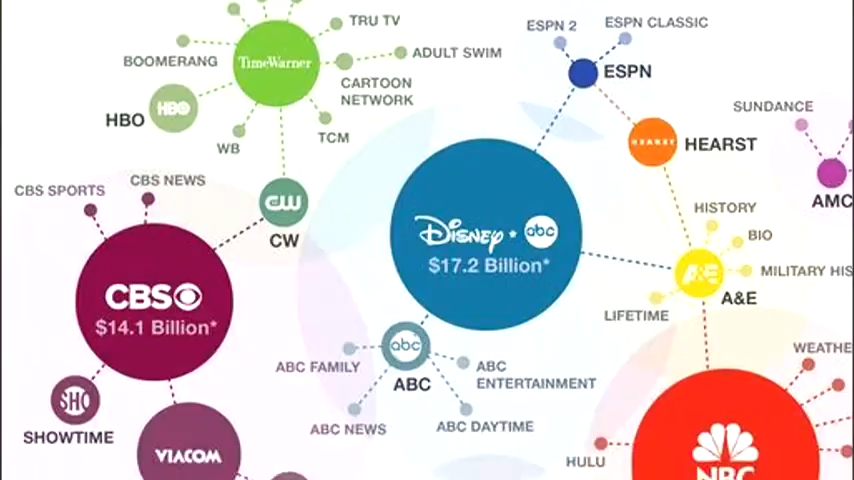 TRU TV
TimeWarner
ADULT SWIM
BOOMERANG
CARTOON
NETWORK
HBO
HBO
TCM
WB
ESPN 2
ESPN CLASSIC
ESPN
SUNDANCE
HEARST
HEARST
AMC
CBS SPORTS
CBS NEWS
CW
CW
DISNEY * abc
$17.2 Billion*
HISTORY
BIO
A&E
MILITARY HIS
A&E
LIFETIME
CBS
$14.1 Billion*
abc
ABC
ABC FAMILY
ABC
ENTERTAINMENT
ABC NEWS
ABC DAYTIME
SHO
SHOWTIME
VIACOM
WEATHE
HULU
NBC